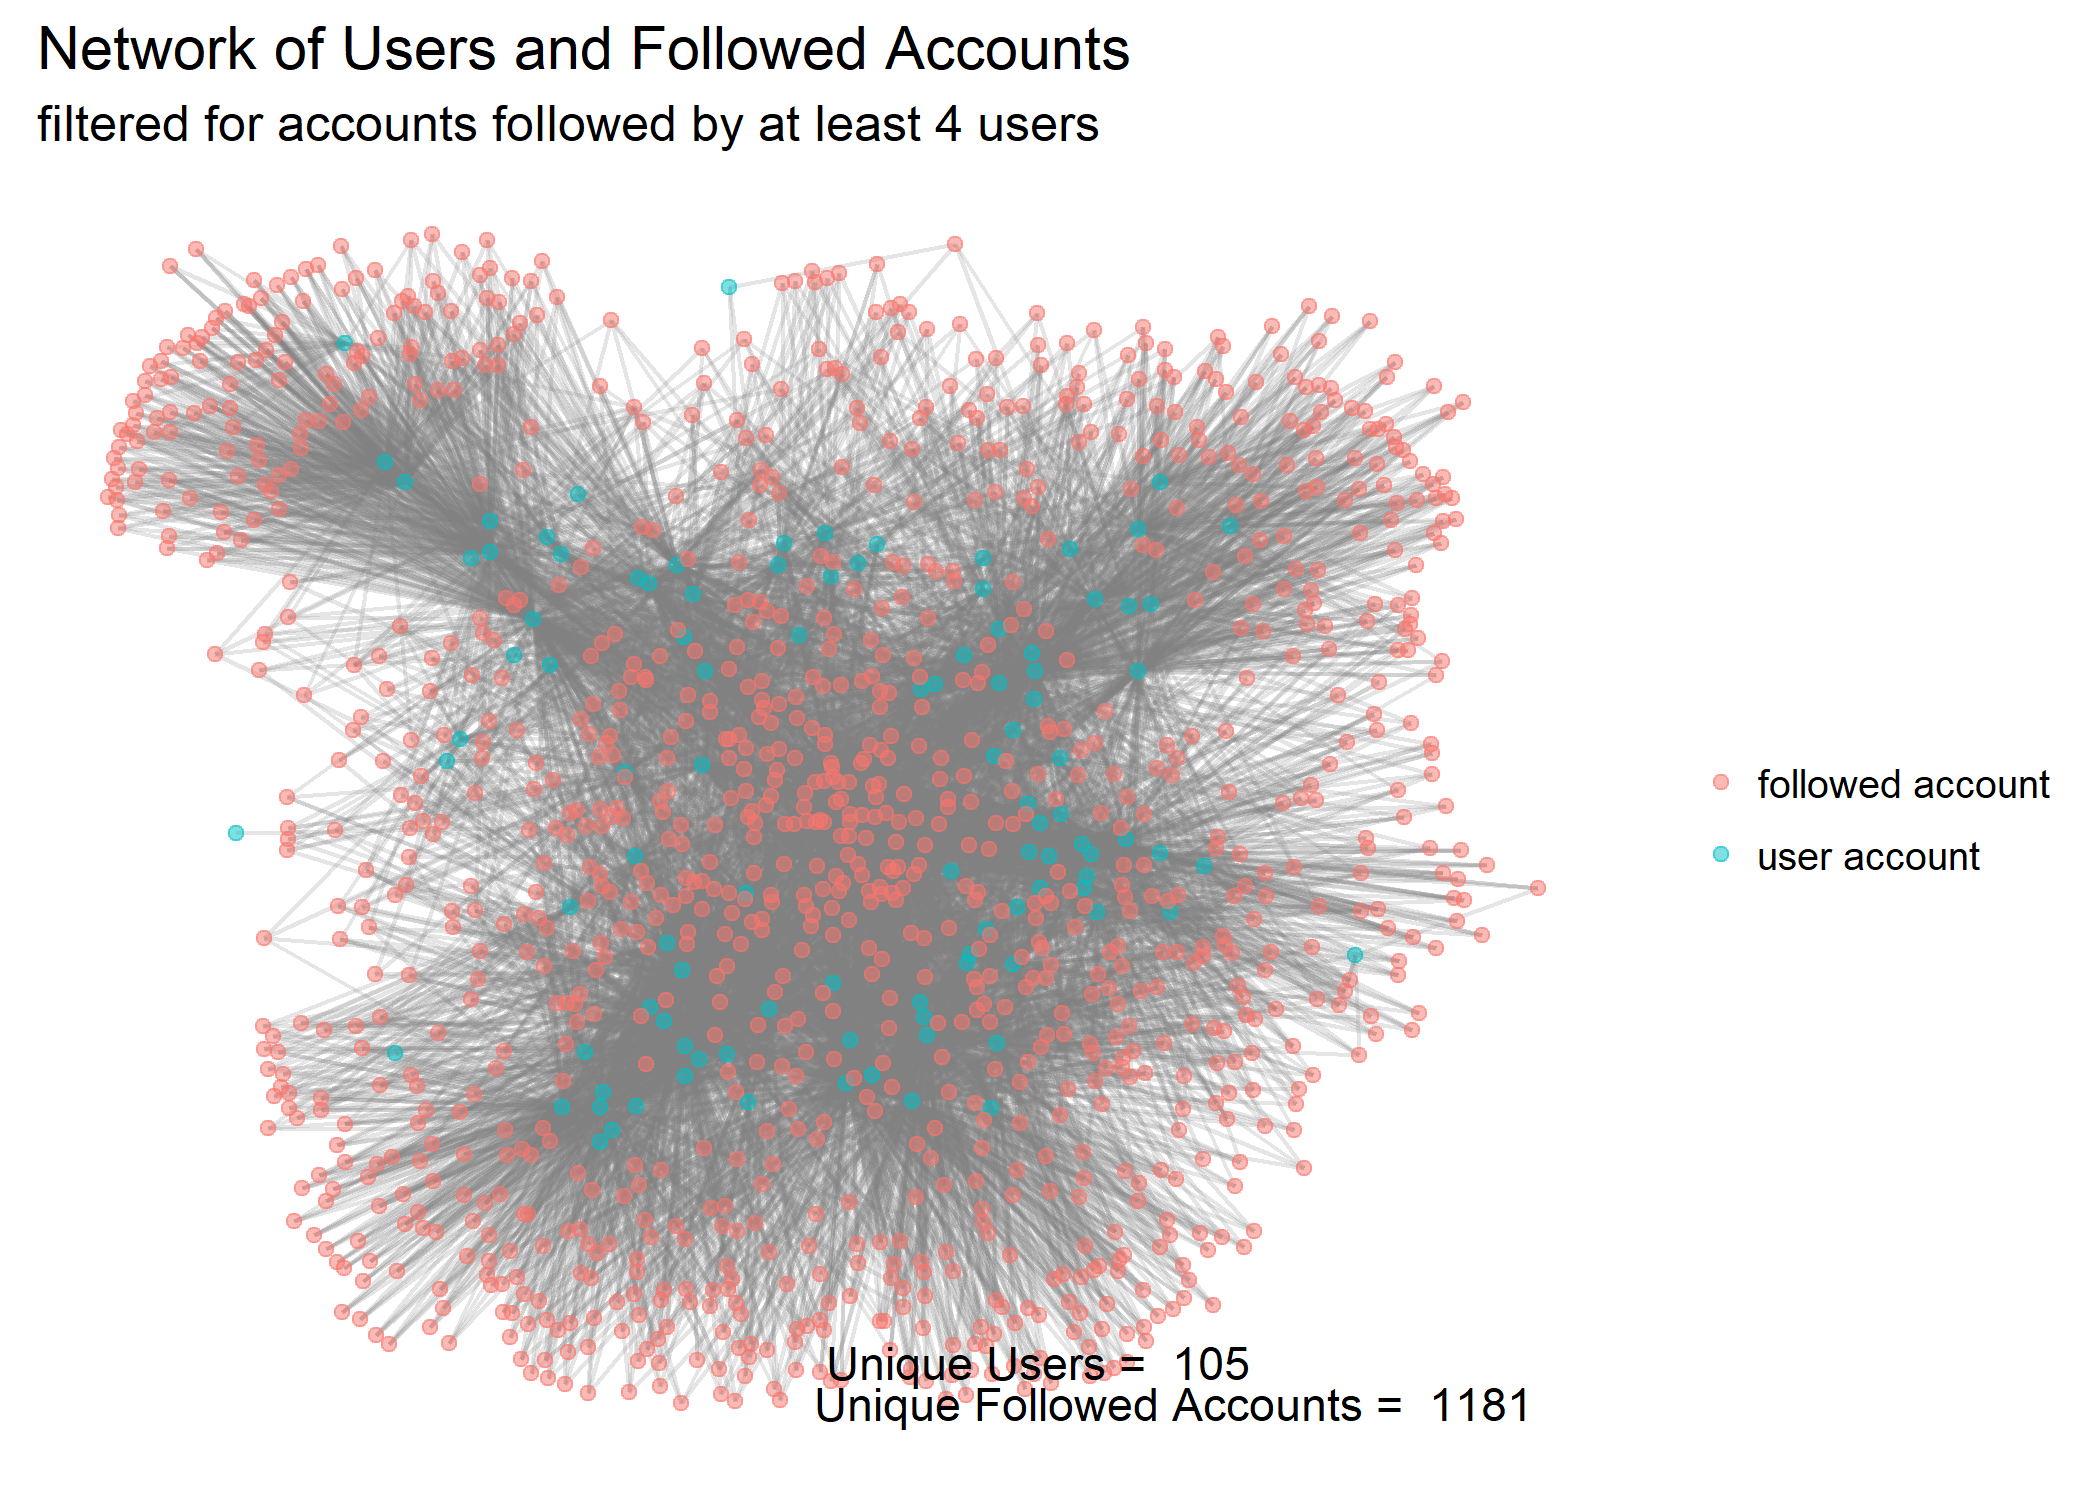 Network of Users and Followed Accounts
filtered for accounts followed by at least 4 users
followed account
user account
Unique Users = 105
Unique Followed Accounts = 1181